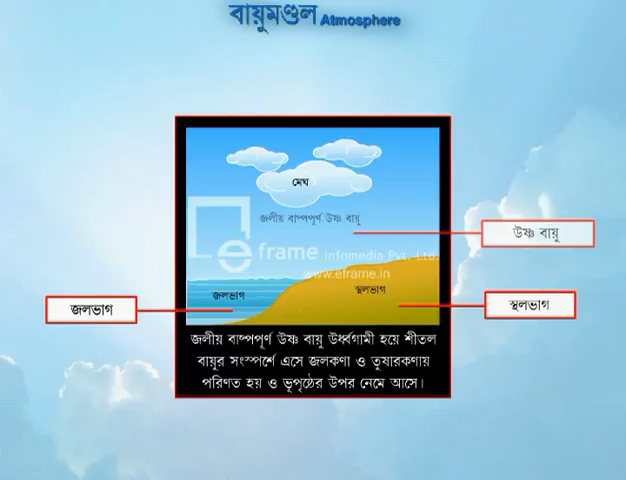 বায়ুমণ্ডল Atmosphere
মেঘ
জলীয় বাষ্পপূর্ণ উষ্ণ বায়ু
উষ্ণ বায়ু
eframe Infomedia Pvt. Ltd.
www.eframe.in
জলভাগ
স্থলভাগ
জলভাগ
স্থলভাগ
জলীয় বাষ্পপূর্ণ উষ্ণ বায়ু উর্ধ্বগামী হয়ে শীতল
বায়ুর সংস্পর্শে এসে জলকণা ও তুষারকণায়
পরিণত হয় ও ভূপৃষ্ঠের উপর নেমে আসে।